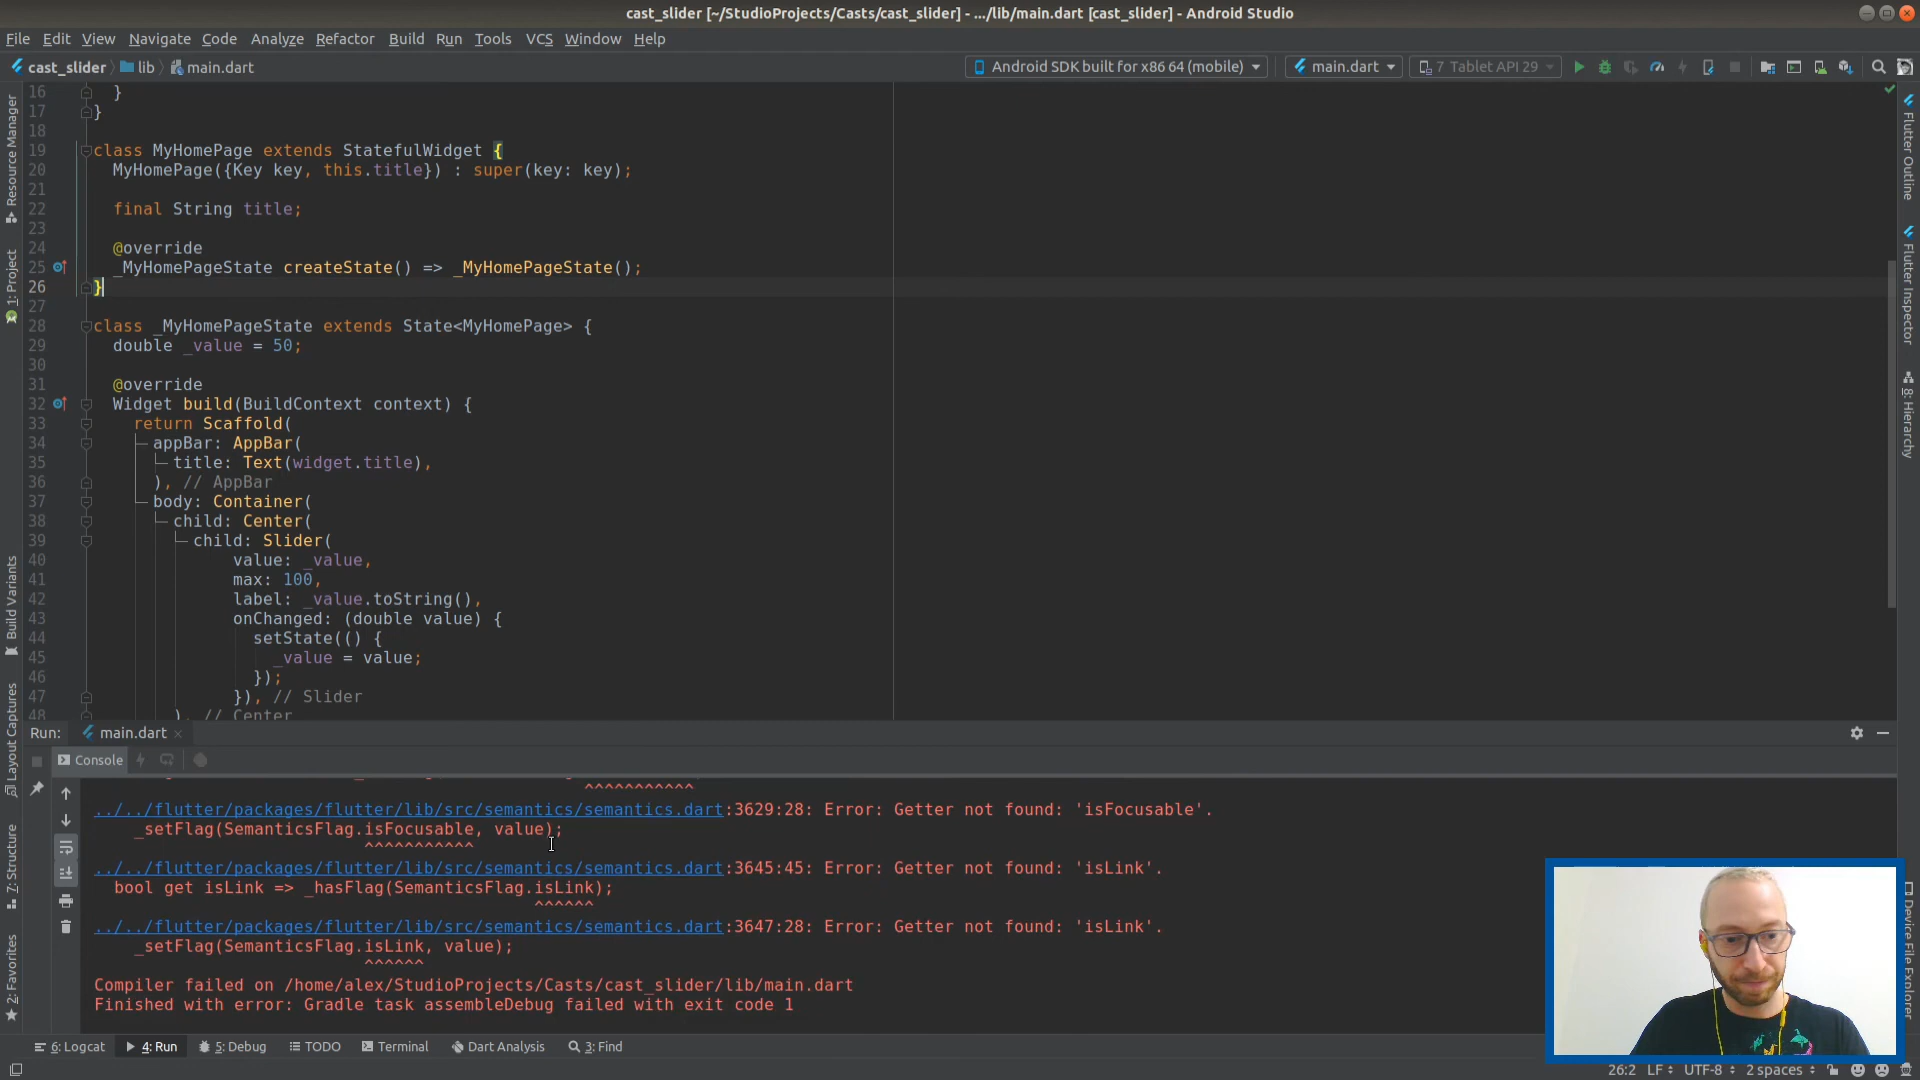 cast_slider [~/StudioProjects/Casts/cast_slider] - .../lib/main.dart [cast_slider] - Android Studio
File Edit View Navigate Code Analyze Refactor Build Run Tools VCS Window Help
cast_slider lib main.dart
Android SDK built for x86 64 (mobile) main.dart 7 Tablet API 29
Resource Manager
1: Project
Build Variants
Layout Captures
7: Structure
2: Favorites
16 }
17 }
18
19 class MyHomePage extends StatefulWidget {
20 MyHomePage({Key key, this.title}) : super(key: key);
21
22 final String title;
23
24 @override
25 _MyHomePageState createState() => _MyHomePageState();
26 }
27
28 class _MyHomePageState extends State<MyHomePage> {
29 double _value = 50;
30
31 @override
32 Widget build(BuildContext context) {
33 return Scaffold(
34 appBar: AppBar(
35 title: Text(widget.title),
36 ), // AppBar
37 body: Container(
38 child: Center(
39 child: Slider(
40 value: _value,
41 max: 100,
42 label: _value.toString(),
43 onChanged: (double value) {
44 setState(() {
45 _value = value;
46 });
47 }), // Slider
48 ), // Center
Flutter Outline
Flutter Inspector
8: Hierarchy
Device File Explorer
Run: main.dart
Console
^^^^^^^^^^^
../../flutter/packages/flutter/lib/src/semantics/semantics.dart:3629:28: Error: Getter not found: 'isFocusable'.
_setFlag(SemanticsFlag.isFocusable, value);
^^^^^^^^^^^
../../flutter/packages/flutter/lib/src/semantics/semantics.dart:3645:45: Error: Getter not found: 'isLink'.
bool get isLink => _hasFlag(SemanticsFlag.isLink);
^^^^^^
../../flutter/packages/flutter/lib/src/semantics/semantics.dart:3647:28: Error: Getter not found: 'isLink'.
_setFlag(SemanticsFlag.isLink, value);
^^^^^^
Compiler failed on /home/alex/StudioProjects/Casts/cast_slider/lib/main.dart
Finished with error: Gradle task assembleDebug failed with exit code 1
6: Logcat 4: Run 5: Debug TODO Terminal Dart Analysis 3: Find
26:2 LF UTF-8 2 spaces